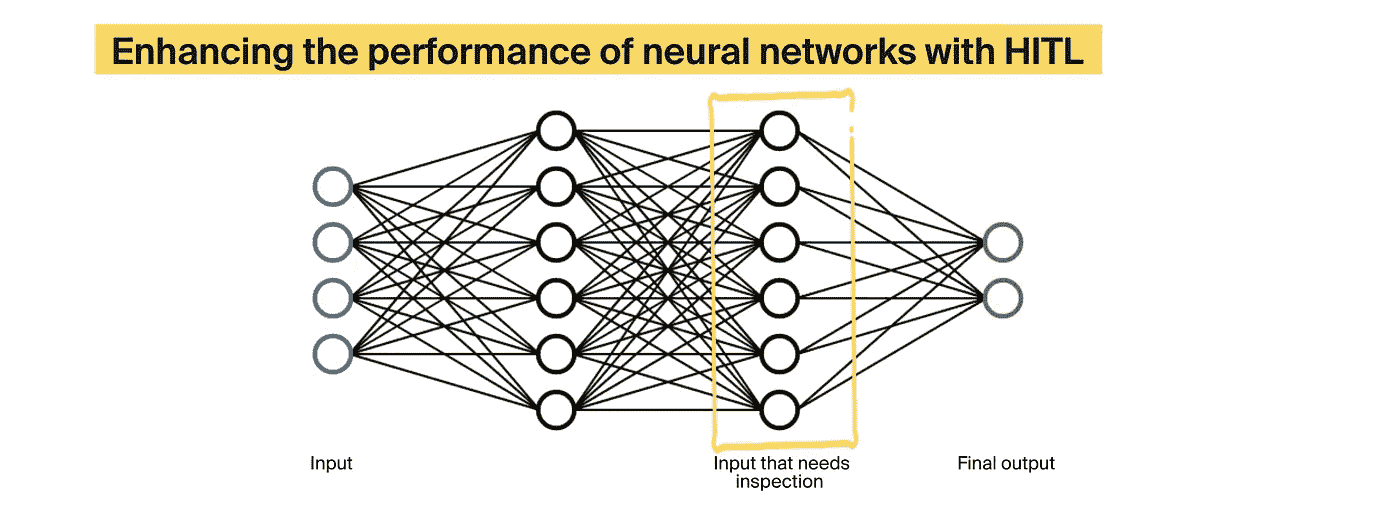 Enhancing the performance of neural networks with HITL
Input
Input that needs
inspection
Final output